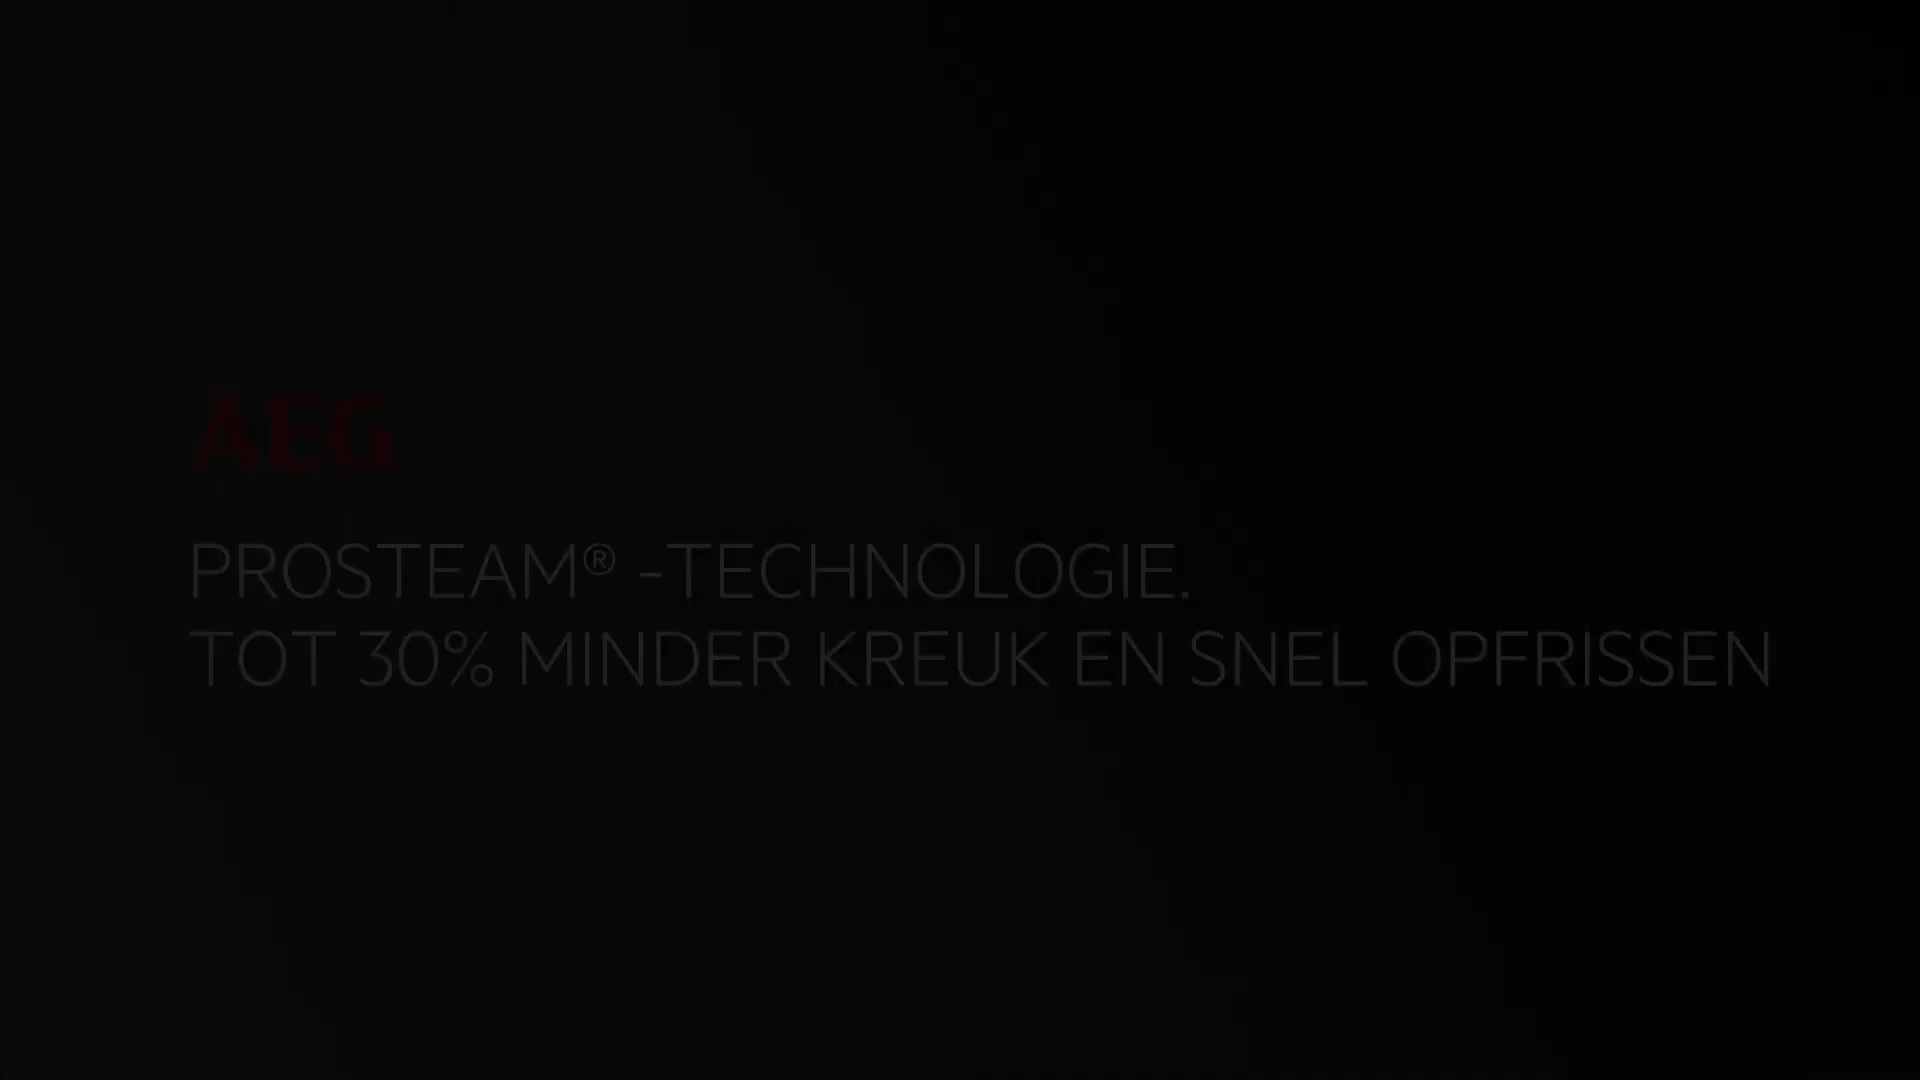 AEG
PROSTEAM® -TECHNOLOGIE.
TOT 30% MINDER KREUK EN SNEL OPFRISSEN